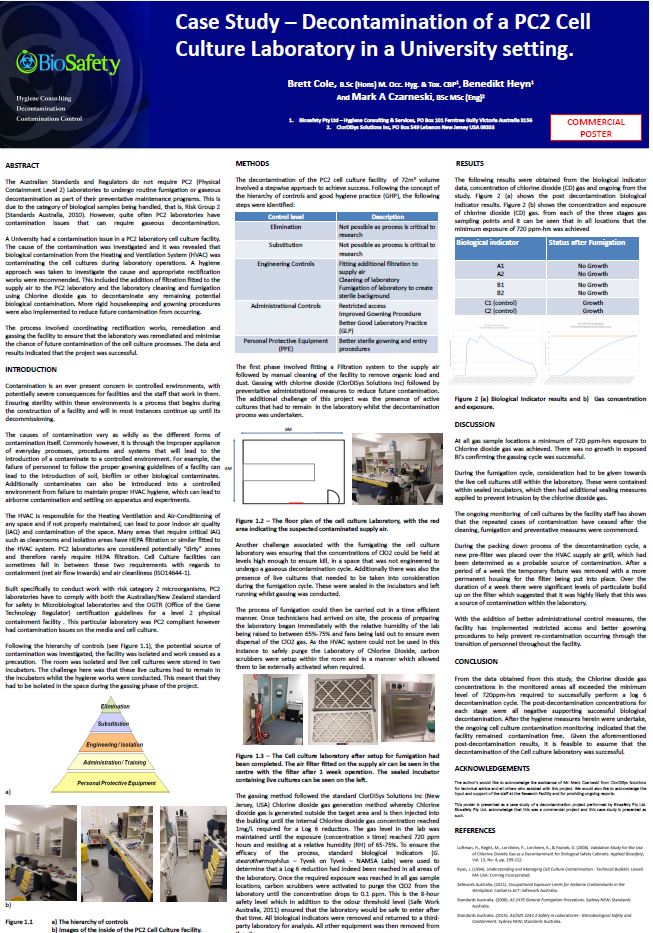 Case Study – Decontamination of a PC2 Cell
Culture Laboratory in a University setting.
BioSafety
Hygiene Consulting
Decontamination
Contamination Control
Brett Cole, B.Sc (Hons) M. Occ. Hyg. & Tox. CBP¹, Benedikt Heyn¹
And Mark A Czarneski, BSc MSc (Eng)²
1. Biosafety Pty Ltd – Hygiene Consulting & Services, PO Box 101 Ferntree Gully Victoria Australia 3156
2. ClorDiSys Solutions Inc, PO Box 549 Lebanon New Jersey USA 08833
COMMERCIAL
POSTER
ABSTRACT
The Australian Standards and Regulators do not require PC2 (Physical
Containment Level 2) Laboratories to undergo routine fumigation or gaseous
decontamination as part of their preventative maintenance programs. This is
due to the category of biological samples being handled, that is, Risk Group 2
(Standards Australia, 2010). However, quite often PC2 laboratories have
contamination issues that can require gaseous decontamination.
A University had a contamination issue in a PC2 laboratory cell culture facility.
The cause of the contamination was investigated and it was revealed that
biological contamination from the Heating and Ventilation System (HVAC) was
contaminating the cell cultures during laboratory operations. A hygiene
approach was taken to investigate the cause and appropriate rectification
works were recommended. This included the addition of filtration fitted to the
supply air to the PC2 laboratory and the laboratory cleaning and fumigation
using Chlorine dioxide gas to decontaminate any remaining potential
biological contamination. More rigid housekeeping and gowning procedures
were also implemented to reduce future contamination from occurring.
The process involved coordinating rectification works, remediation and
gassing the facility to ensure that the laboratory was remediated and minimise
the chance of future contamination of the cell culture processes. The data and
results indicated that the project was successful.
INTRODUCTION
Contamination is an ever present concern in controlled environments, with
potentially severe consequences for facilities and the staff that work in them.
Ensuring sterility within these environments is a process that begins during
the construction of a facility and will in most instances continue up until its
decommissioning.
The causes of contamination vary as wildly as the different forms of
contamination itself. Commonly however, it is through the improper appliance
of everyday processes, procedures and systems that will lead to the
introduction of a contaminate to a controlled environment. For example, the
failure of personnel to follow the proper gowning guidelines of a facility can
lead to the introduction of soil, biofilm or other biological contaminates.
Additionally contaminates can also be introduced into a controlled
environment from failure to maintain proper HVAC hygiene, which can lead to
airborne contamination and settling on apparatus and experiments.
The HVAC is responsible for the Heating Ventilation and Air-Conditioning of
any space and if not properly maintained, can lead to poor indoor air quality
(IAQ) and contamination of the space. Many areas that require critical IAQ
such as cleanrooms and isolation areas have HEPA filtration or similar fitted to
the HVAC system. PC2 laboratories are considered potentially "dirty" zones
and therefore rarely require HEPA filtration. Cell Culture facilities can
sometimes fall in between these two requirements with regards to
containment (net air flow inwards) and air cleanliness (ISO14644-1).
Built specifically to conduct work with risk category 2 microorganisms, PC2
laboratories have to comply with both the Australian/New Zealand standard
for safety in Microbiological laboratories and the OGTR (Office of the Gene
Technology Regulator) certification guidelines for a level 2 physical
containment facility . This particular laboratory was PC2 compliant however
had contamination issues on the media and cell culture.
Following the hierarchy of controls (see Figure 1.1), the potential source of
contamination was investigated, the facility was isolated and work ceased as a
precaution. The room was isolated and live cell cultures were stored in two
incubators. The challenge here was that these live cultures had to remain in
the incubators whilst the hygiene works were conducted. This meant that they
had to be isolated in the space during the gassing phase of the project.
Elimination
Substitution
Engineering / Isolation
Administration / Training
Personal Protective Equipment
a)
b)
Figure 1.1 a) The hierarchy of controls
b) Images of the inside of the PC2 Cell Culture Facility.
METHODS
The decontamination of the PC2 cell culture facility of 72m³ volume
involved a stepwise approach to achieve success. Following the concept of
the hierarchy of controls and good hygiene practice (GHP), the following
steps were identified:
Control level Description
Elimination Not possible as process is critical to
research
Substitution Not possible as process is critical to
research
Engineering Controls Fitting additional filtration to
supply air
Cleaning of laboratory
Fumigation of laboratory to create
sterile background
Administrational Controls Restricted access
Improved Gowning Procedure
Better Good Laboratory Practice
(GLP)
Personal Protective Equipment Better sterile gowning and entry
(PPE) procedures
The first phase involved fitting a Filtration system to the supply air
followed by manual cleaning of the facility to remove organic load and
dust. Gassing with chlorine dioxide (ClorDiSys Solutions Inc) followed by
preventative administrational measures to reduce future contamination.
The additional challenge of this project was the presence of active
cultures that had to remain in the laboratory whilst the decontamination
process was undertaken.
6M
4M
Figure 1.2 – The floor plan of the cell culture Laboratory, with the red
area indicating the suspected contaminated supply air.
Another challenge associated with the fumigating the cell culture
laboratory was ensuring that the concentrations of ClO2 could be held at
levels high enough to ensure kill, in a space that was not engineered to
undergo a gaseous decontamination cycle. Additionally there was also the
presence of live cultures that needed to be taken into consideration
during the fumigation cycle. These were sealed in the incubators and left
running whilst gassing was conducted.
The process of fumigation could then be carried out in a time efficient
manner. Once technicians had arrived on site, the process of preparing
the laboratory began immediately with the relative humidity of the lab
being raised to between 65%-75% and fans being laid out to ensure even
dispersal of the ClO2 gas. As the HVAC system could not be used in this
instance to safely purge the Laboratory of Chlorine Dioxide, carbon
scrubbers were setup within the room and in a manner which allowed
them to be externally activated when required.
Figure 1.3 – The Cell culture laboratory after setup for fumigation had
been completed. The air filter fitted on the supply air can be seen in the
centre with the filter after 1 week operation. The sealed incubator
containing live cultures can be seen on the left.
The gassing method followed the standard ClorDiSys Solutions Inc (New
Jersey, USA) Chlorine dioxide gas generation method whereby Chlorine
dioxide gas is generated outside the target area and is then injected into
the building until the internal Chlorine dioxide gas concentration reached
1mg/L required for a Log 6 reduction. The gas level in the lab was
maintained until the exposure (concentration x time) reached 720 ppm
hours and residing at a relative humidity (RH) of 65-75%. To ensure the
efficacy of the process, standard biological indicators (G.
stearothermophilus – Tyvek on Tyvek – NAMSA Labs) were used to
determine that a Log 6 reduction had indeed been reached in all areas of
the laboratory. Once the required exposure was reached in all gas sample
locations, carbon scrubbers were activated to purge the ClO2 from the
laboratory until the concentration drops to 0.1 ppm. This is the 8-hour
safety level which in addition to the odour threshold level (Safe Work
Australia, 2011) ensured that the laboratory would be safe to enter after
that time. All biological indicators were removed and returned to a third-
party laboratory for analysis. All other equipment was then removed from
RESULTS
The following results were obtained from the biological indicator
data, concentration of chlorine dioxide (CD) gas and ongoing from the
study. Figure 2 (a) shows the post decontamination biological
indicator results. Figure 2 (b) shows the concentration and exposure
of chlorine dioxide (CD) gas, from each of the three stages gas
sampling points and it can be seen that in all locations that the
minimum exposure of 720 ppm-hrs was achieved
Biological indicator Status after Fumigation
A1 No Growth
A2 No Growth
B1 No Growth
B2 No Growth
C1 (control) Growth
C2 (control) Growth
Figure 2 (a) Biological Indicator results and b) Gas concentration
and exposure.
DISCUSSION
At all gas sample locations a minimum of 720 ppm-hrs exposure to
Chlorine dioxide gas was achieved. There was no growth in exposed
BI's confirming the gassing cycle was successful.
During the fumigation cycle, consideration had to be given towards
the live cell cultures still within the laboratory. These were contained
within sealed incubators, which then had additional sealing measures
applied to prevent intrusion by the chlorine dioxide gas.
The ongoing monitoring of cell cultures by the facility staff has shown
that the repeated cases of contamination have ceased after the
cleaning, fumigation and preventative measures were commenced.
During the packing down process of the decontamination cycle, a
new pre-filter was placed over the HVAC supply air grill, which had
been determined as a probable source of contamination. After a
period of a week the temporary fixture was removed with a more
permanent housing for the filter being put into place. Over the
duration of a week there were significant levels of particulate build
up on the filter which suggested that it was highly likely that this was
a source of contamination within the laboratory.
With the addition of better administrational control measures, the
facility has implemented restricted access and better gowning
procedures to help prevent re-contamination occurring through the
transition of personnel throughout the facility.
CONCLUSION
From the data obtained from this study, the Chlorine dioxide gas
concentrations in the monitored areas all exceeded the minimum
level of 720ppm-hrs required to successfully perform a log 6
decontamination cycle. The post-decontamination concentrations for
each stage were all negative supporting successful biological
decontamination. After the hygiene measures herein were undertaken,
the ongoing cell culture contamination monitoring indicated that the
facility remained contamination free. Given the aforementioned
post-decontamination results, it is feasible to assume that the
decontamination of the Cell culture laboratory was successful.
ACKNOWLEDGEMENTS
The author's would like to acknowledge the assistance of Mr. Mark Czarneski from ClorDiSys Solutions
for technical advice and all others who assisted with this project. We would also like to acknowledge the
input and support of the staff at the Research Facility and for providing ongoing reports.
This poster is presented as a case study of a decontamination project performed by Biosafety Pty Ltd.
Biosafety Pty Ltd. acknowledge that this was a commercial project and this case study is presented as
such.
REFERENCES
Luftman, H., Regits, M., Lorcheim, P., Lorcheim, K., & Paznek, D. (2008). Validation Study for the Use
of Chlorine Dioxide Gas as a Decontaminant for Biological Safety Cabinets. Applied Biosafety,
Vol. 13, No. 4, pp. 199-212.
Ryan, J. (1994). Understanding and Managing Cell Culture Contamination - Technical Bulletin. Lowell
MA USA: Corning Incorporated.
Safework Australia. (2011). Occupational Exposure Limits for Airborne Contaminants in the
Workplace. Canberra ACT: Safework Australia.
Standards Australia. (2000). AS 2476 General Fumigation Procedures. Sydney NSW: Standards
Australia.
Standards Australia. (2010). AS/NZS 2243.3 Safety in Laboratories - Microbiological Safety and
Containment. Sydney NSW: Standards Australia.